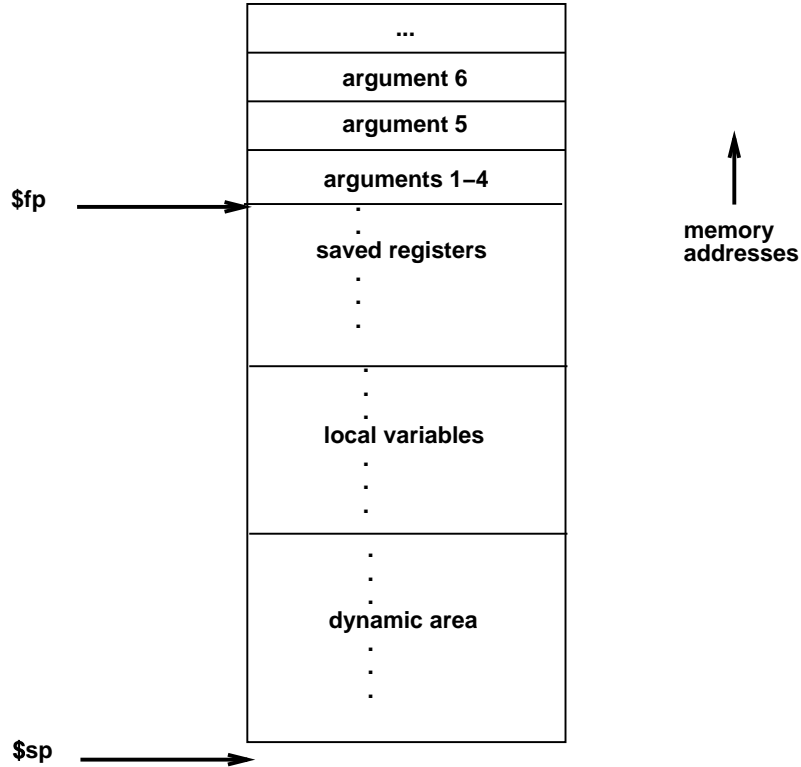 ...
argument 6
argument 5
arguments 1–4
$fp
saved registers
memory
addresses
local variables
dynamic area
$sp